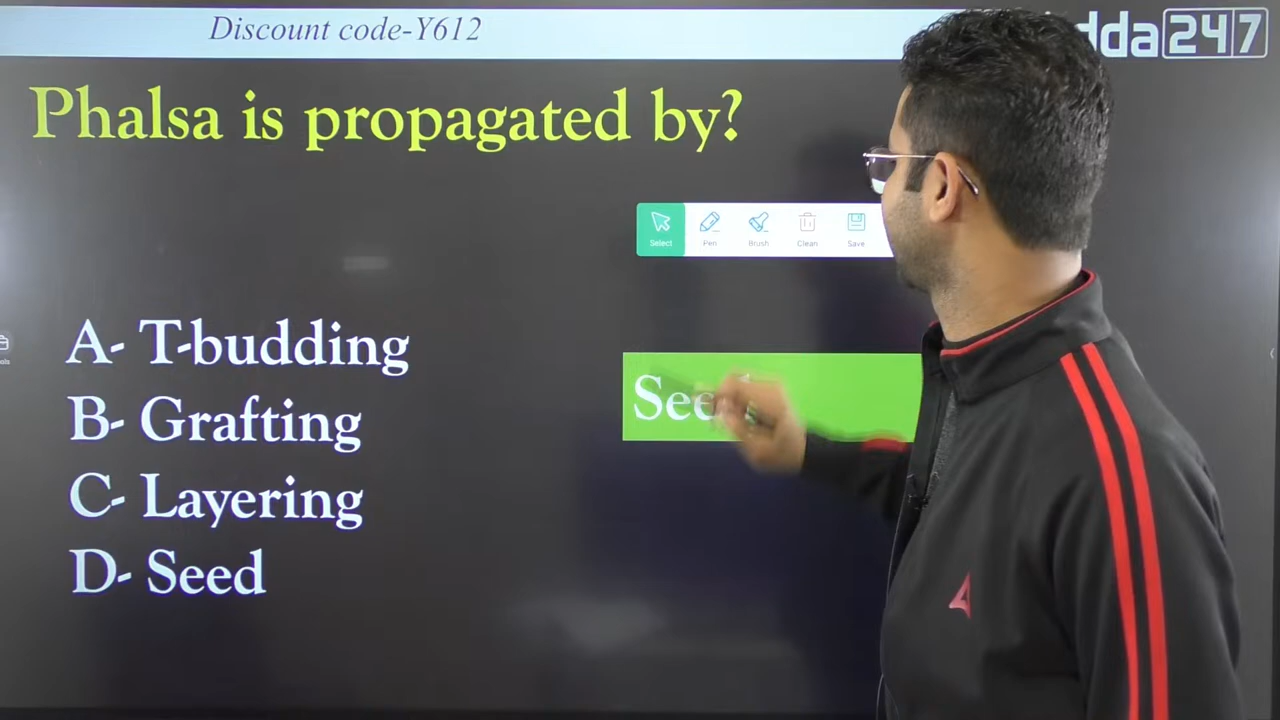 Discount code-Y612
dda247
Phalsa is propagated by?
Select Pen Brush Clean Save
A- T-budding
B- Grafting
C- Layering
D- Seed